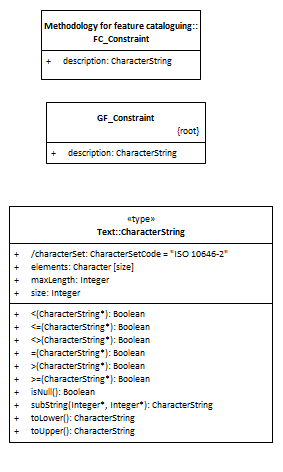 Methodology for feature cataloguing::
FC_Constraint
+ description: CharacterString
GF_Constraint
{root}
+ description: CharacterString
«type»
Text::CharacterString
+ /characterSet: CharacterSetCode = "ISO 10646-2"
+ elements: Character [size]
+ maxLength: Integer
+ size: Integer
+ <(CharacterString*): Boolean
+ <=(CharacterString*): Boolean
+ <>(CharacterString*): Boolean
+ =(CharacterString*): Boolean
+ >(CharacterString*): Boolean
+ >=(CharacterString*): Boolean
+ isNull(): Boolean
+ subString(Integer*, Integer*): CharacterString
+ toLower(): CharacterString
+ toUpper(): CharacterString